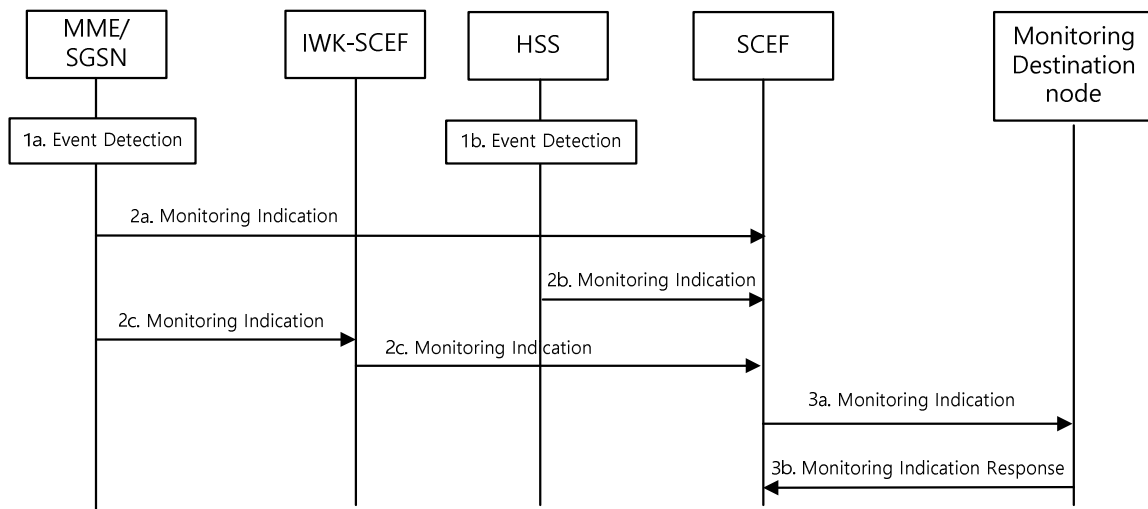 MME/
SGSN
IWK-SCEF
HSS
SCEF
Monitoring
Destination
node
1a. Event Detection
1b. Event Detection
2a. Monitoring Indication
2b. Monitoring Indication
2c. Monitoring Indication
2c. Monitoring Indication
3a. Monitoring Indication
3b. Monitoring Indication Response